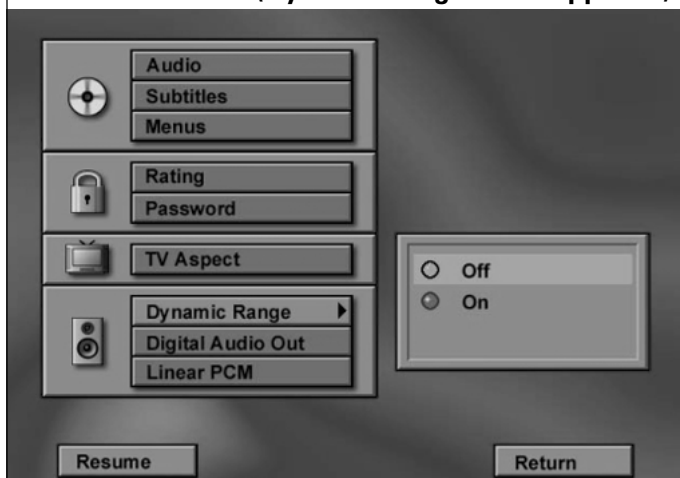 Audio
Subtitles
Menus
Rating
Password
TV Aspect
Dynamic Range
Digital Audio Out
Linear PCM
Off
On
Resume
Return